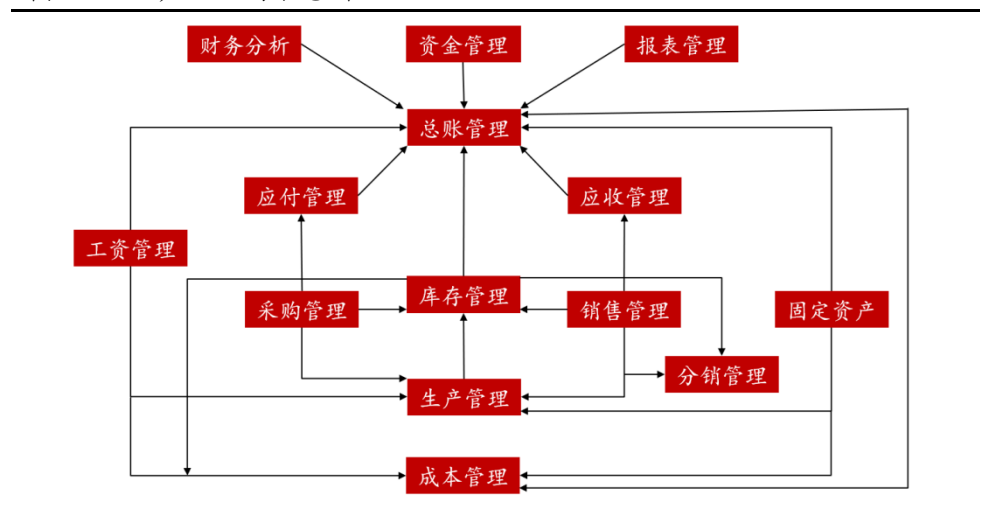 财务分析
资金管理
报表管理
总账管理
应付管理
应收管理
工资管理
采购管理
库存管理
销售管理
固定资产
分销管理
生产管理
成本管理